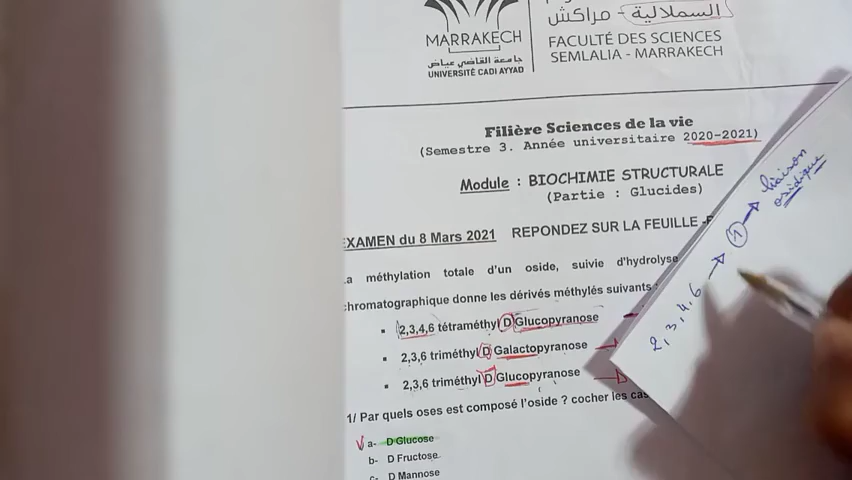 السملالية - مراكش
MARRAKECH
FACULTÉ DES SCIENCES
SEMLALIA - MARRAKECH
جامعة القاضي عياض
UNIVERSITÉ CADI AYYAD
Filière Sciences de la vie
(Semestre 3. Année universitaire 2020-2021)
Module : BIOCHIMIE STRUCTURALE
(Partie : Glucides)
EXAMEN du 8 Mars 2021 REPONDEZ SUR LA FEUILLE
méthylation totale d'un oside, suivie d'hydrolyse
chromatographique donne les dérivés méthylés suivants :
2,3,4,6 tétraméthyl D Glucopyranose
2,3,6 triméthyl D Galactopyranose
2,3,6 triméthyl D Glucopyranose
1/ Par quels oses est composé l'oside ? cocher les cas
a- D Glucose
b- D Fructose
c- D Mannose
2,3,4,6 → 1 → liaison
osidique